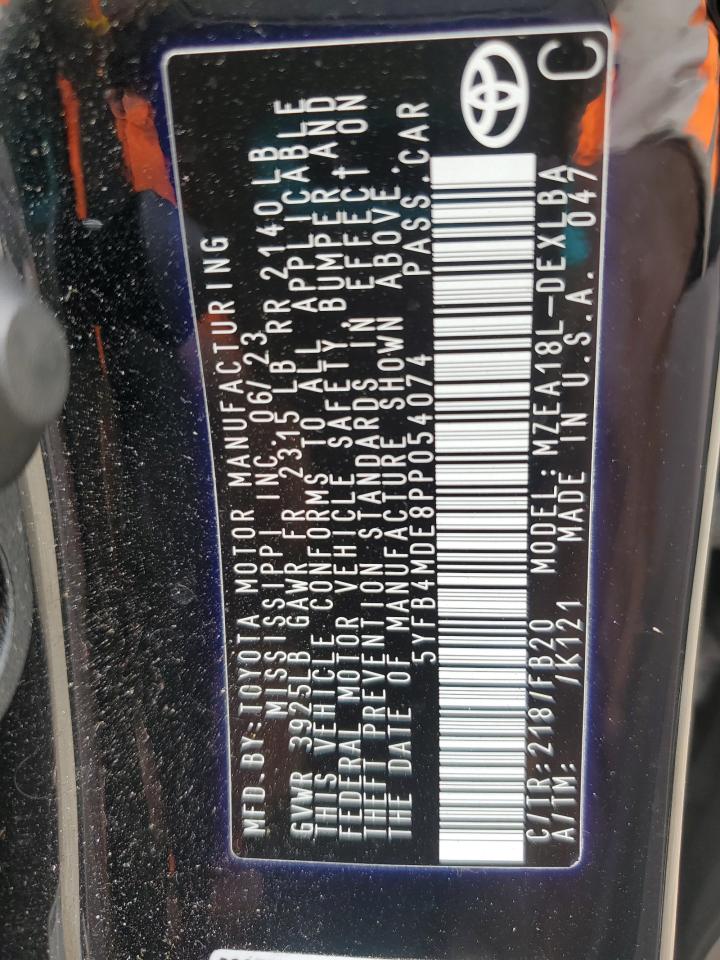 MFD.BY:TOYOTA MOTOR MANUFACTURING
MISSISSIPPI INC. 06/23
GVWR 3925LB GAWR FR 2315 LB RR 2140LB
THIS VEHICLE CONFORMS TO ALL APPLICABLE
FEDERAL MOTOR VEHICLE SAFETY, BUMPER, AND
THEFT PREVENTION STANDARDS IN EFFECT ON
THE DATE OF MANUFACTURE SHOWN ABOVE.
5YFB4MDE8PP054074 PASS.CAR
C/TR:218/FB20 MODEL:MZEA18L-DEXLBA
A/TM: /K121 MADE IN U.S.A. 047
C